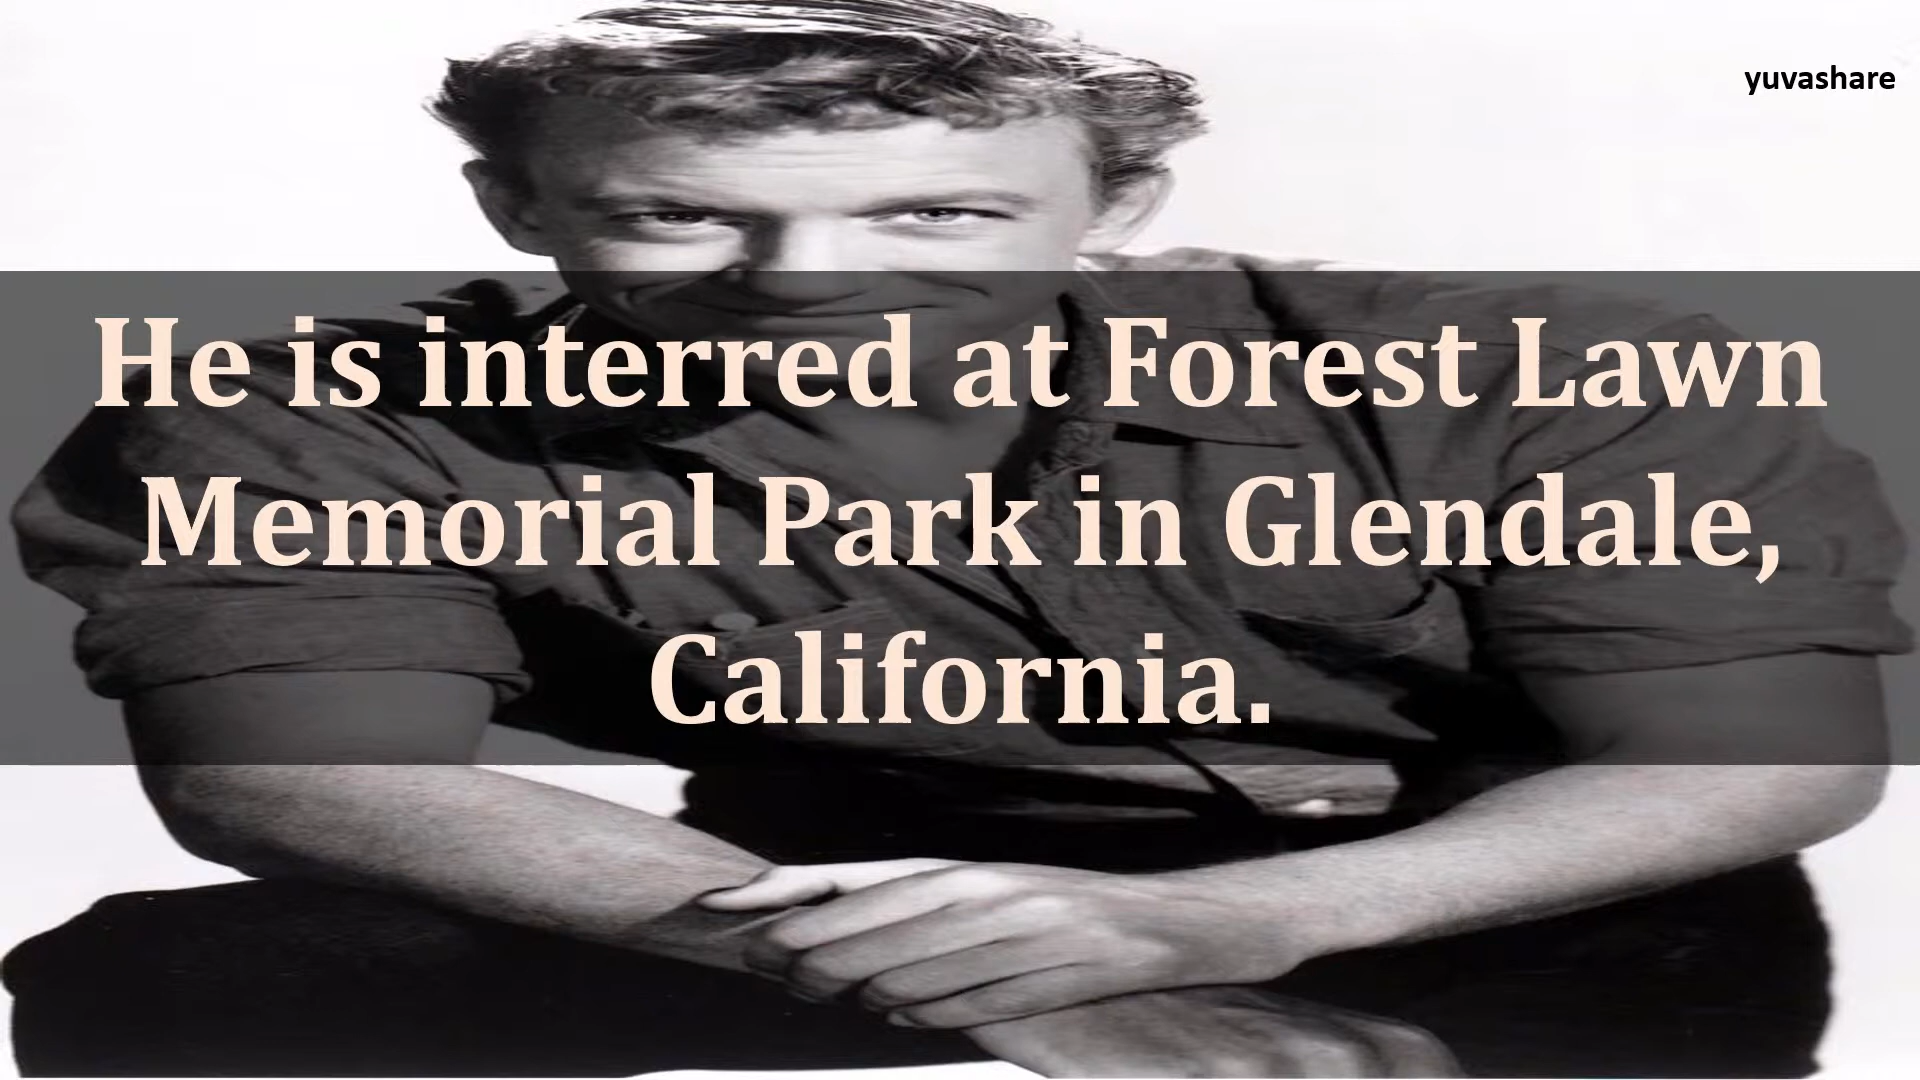 yuvashare
He is interred at Forest Lawn
Memorial Park in Glendale,
California.